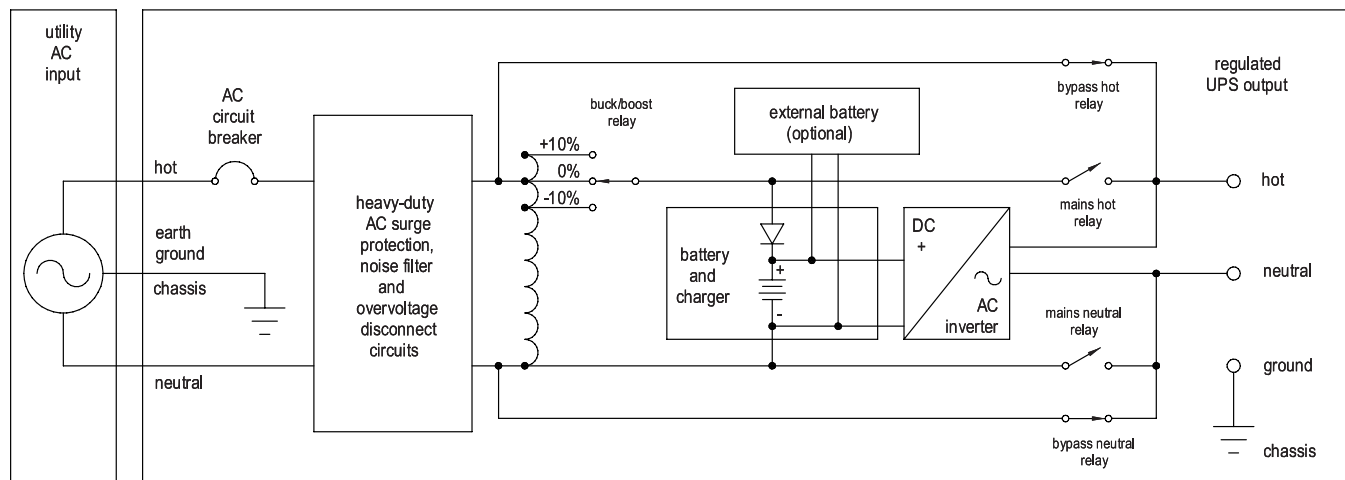 utility
AC
input
hot
earth
ground
chassis
neutral
AC
circuit
breaker
heavy-duty
AC surge
protection,
noise filter
and
overvoltage
disconnect
circuits
buck/boost
relay
+10%
0%
-10%
external battery
(optional)
battery
and
charger
+
-
DC
+
AC
inverter
bypass hot
relay
mains hot
relay
mains neutral
relay
bypass neutral
relay
regulated
UPS output
hot
neutral
ground
chassis